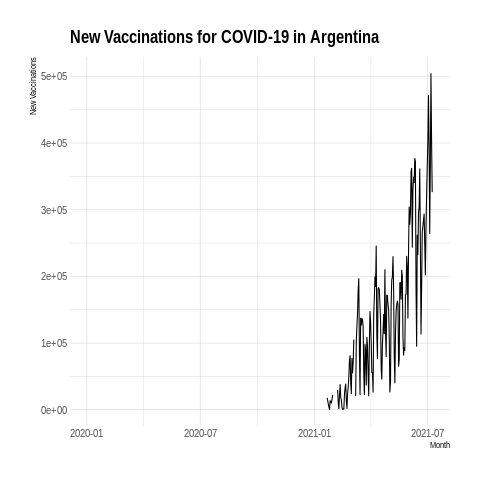 New Vaccinations for COVID-19 in Argentina
New Vaccinations
5e+05
4e+05
3e+05
2e+05
1e+05
0e+00
2020-01 2020-07 2021-01 2021-07
Month